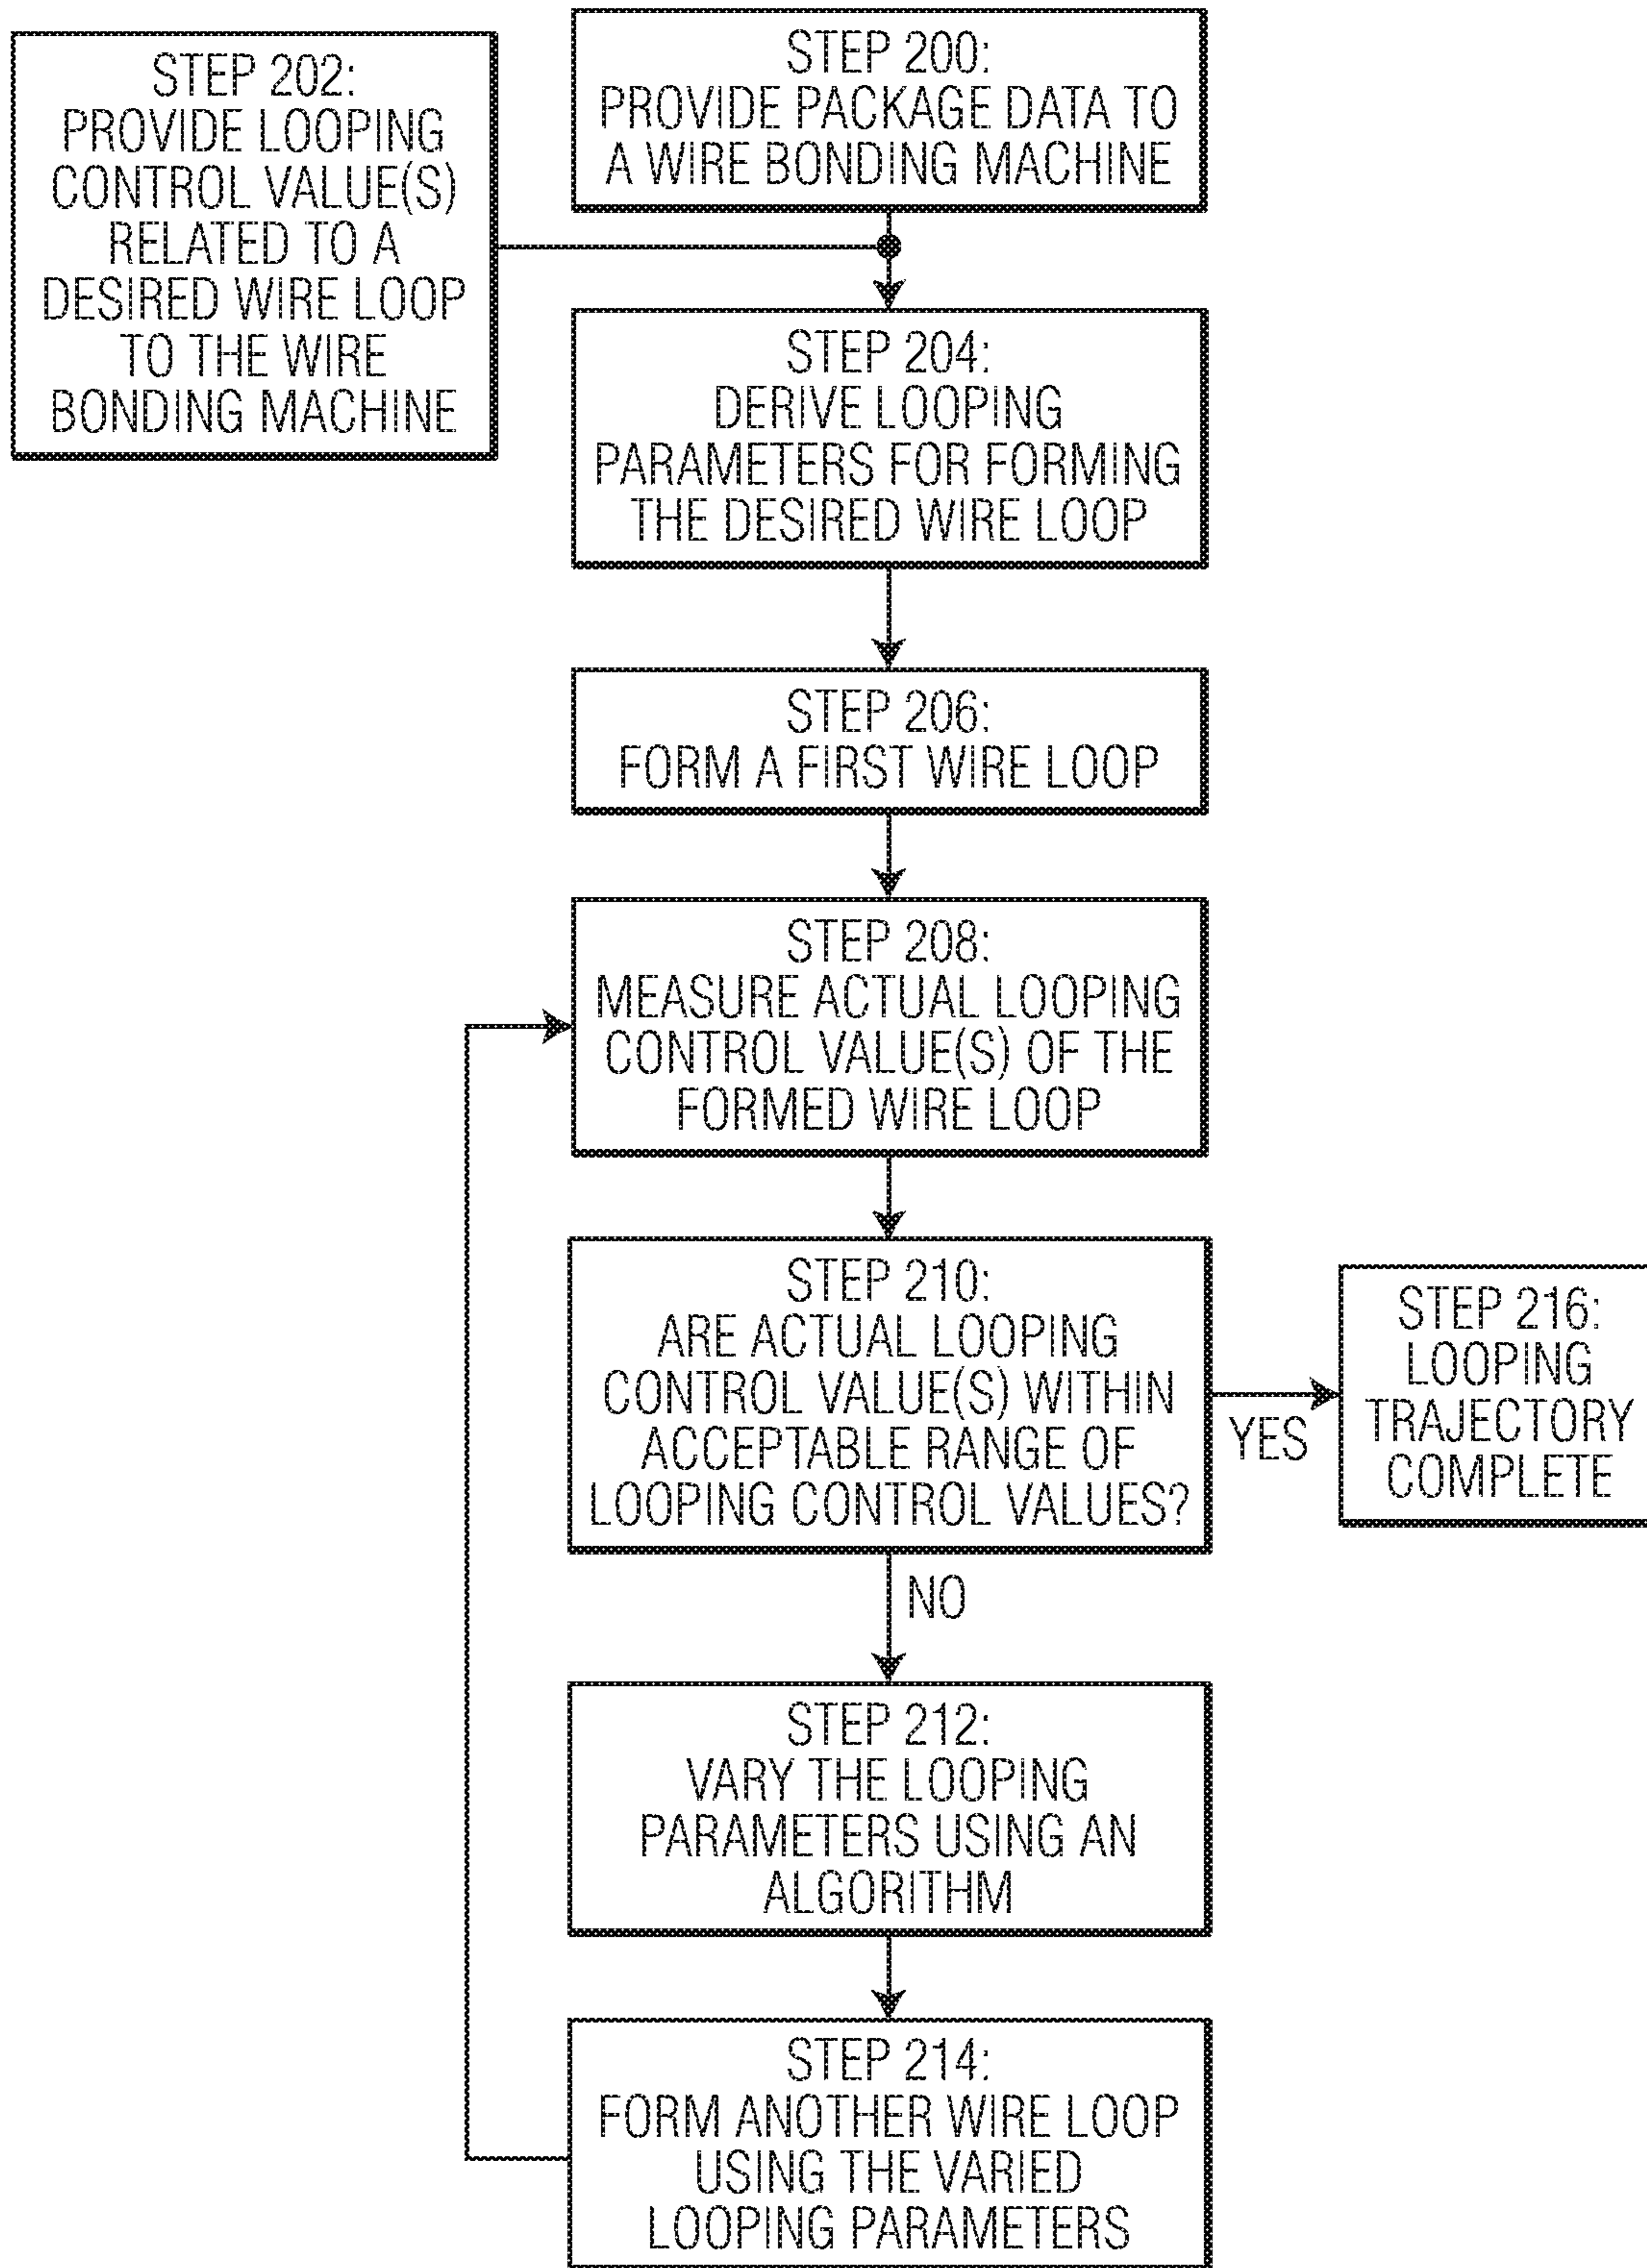 STEP 200:
PROVIDE PACKAGE DATA TO
A WIRE BONDING MACHINE
STEP 202:
PROVIDE LOOPING
CONTROL VALUE(S)
RELATED TO A
DESIRED WIRE LOOP
TO THE WIRE
BONDING MACHINE
STEP 204:
DERIVE LOOPING
PARAMETERS FOR FORMING
THE DESIRED WIRE LOOP
STEP 206:
FORM A FIRST WIRE LOOP
STEP 208:
MEASURE ACTUAL LOOPING
CONTROL VALUE(S) OF THE
FORMED WIRE LOOP
STEP 210:
ARE ACTUAL LOOPING
CONTROL VALUE(S) WITHIN
ACCEPTABLE RANGE OF
LOOPING CONTROL VALUES?
YES
STEP 216:
LOOPING
TRAJECTORY
COMPLETE
NO
STEP 212:
VARY THE LOOPING
PARAMETERS USING AN
ALGORITHM
STEP 214:
FORM ANOTHER WIRE LOOP
USING THE VARIED
LOOPING PARAMETERS